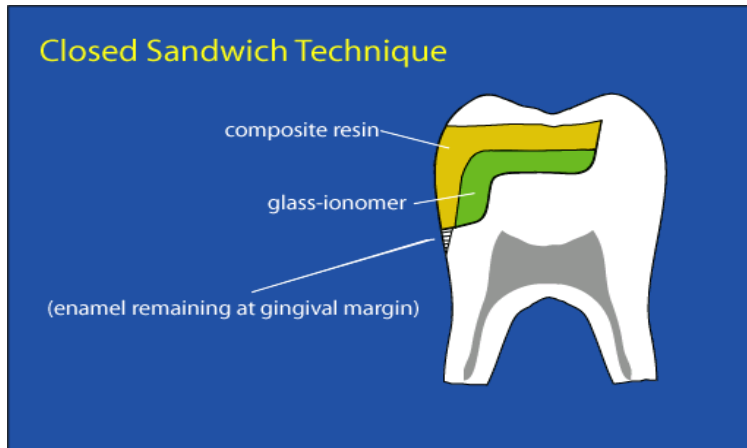 Closed Sandwich Technique
composite resin
glass-ionomer
(enamel remaining at gingival margin)